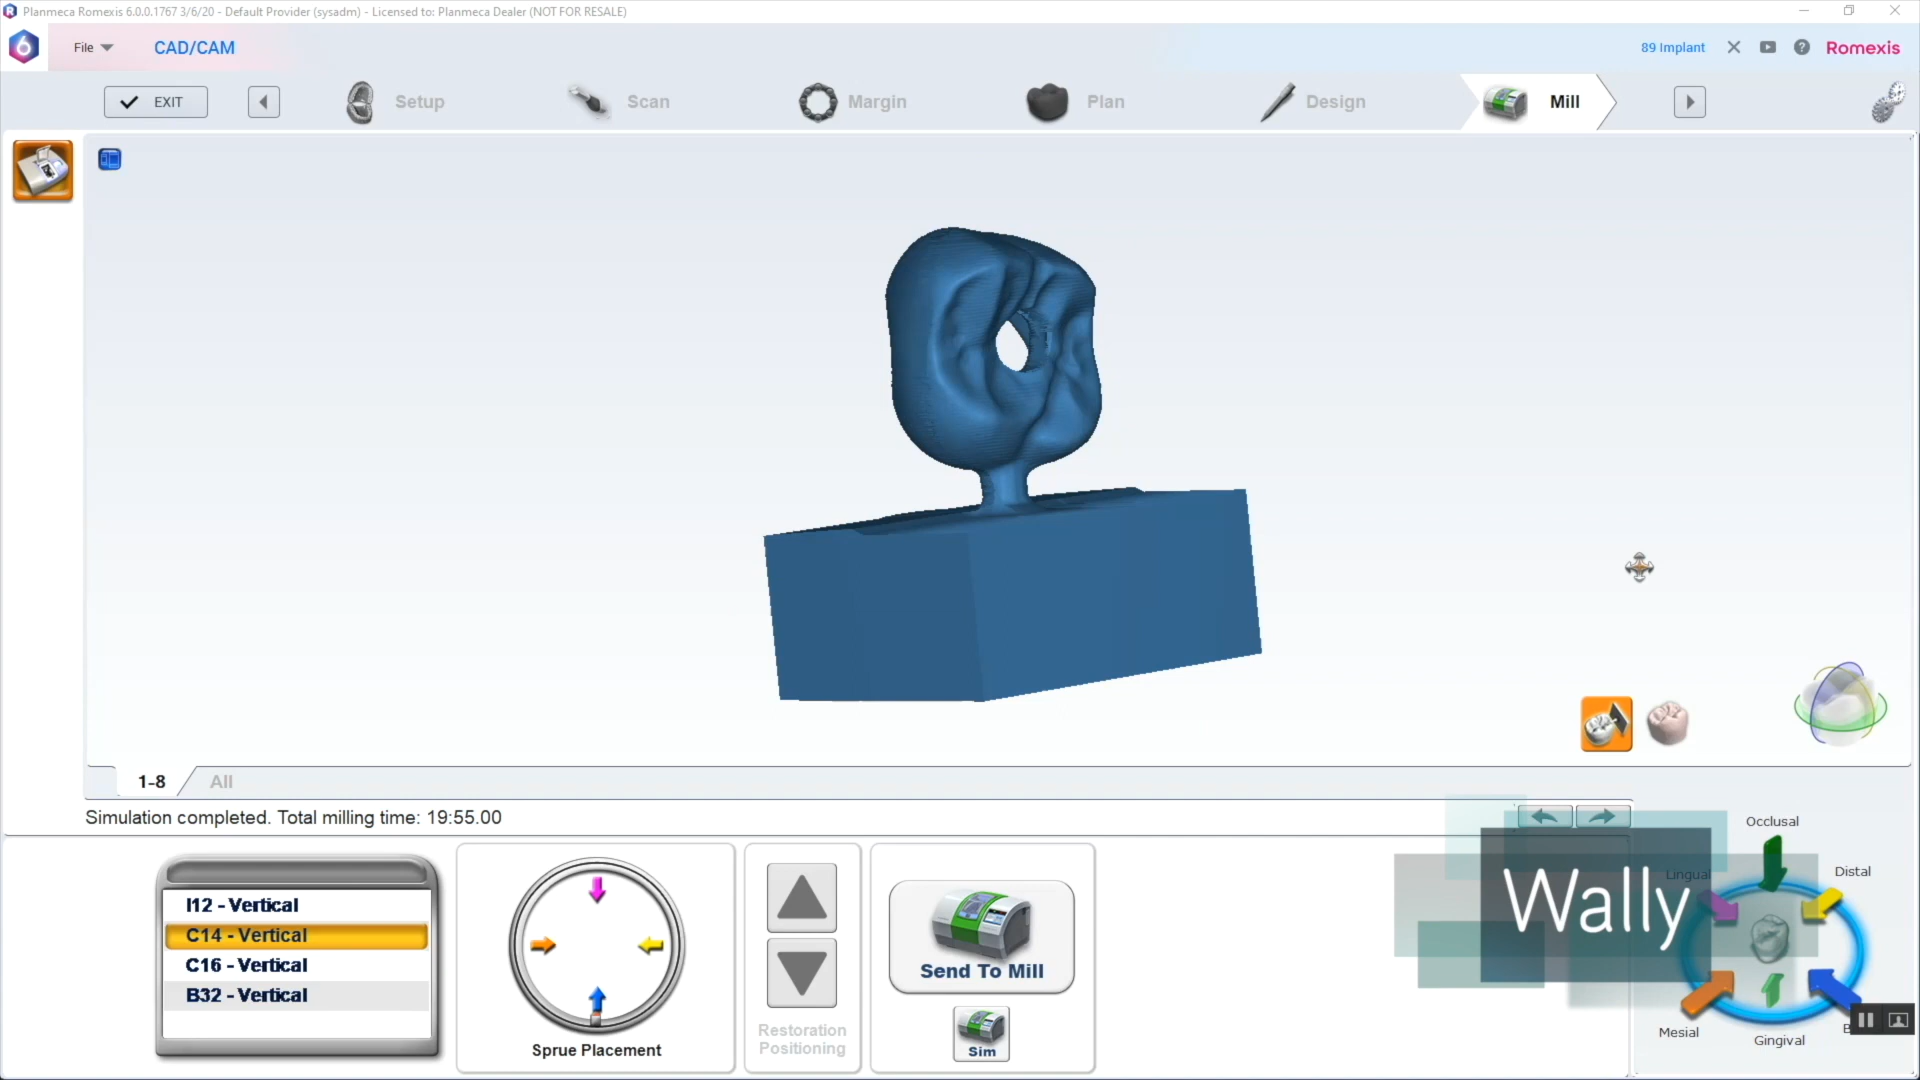 Planmeca Romexis 6.0.0.1767 3/6/20 - Default Provider (sysadm) - Licensed to: Planmeca Dealer (NOT FOR RESALE)
6
File
CAD/CAM
89 Implant
Romexis
EXIT
Setup
Scan
Margin
Plan
Design
Mill
1-8
All
Simulation completed. Total milling time: 19:55.00
I12 - Vertical
C14 - Vertical
C16 - Vertical
B32 - Vertical
Sprue Placement
Restoration
Positioning
Send To Mill
Sim
Wally
Occlusal
Lingual
Distal
Mesial
Gingival